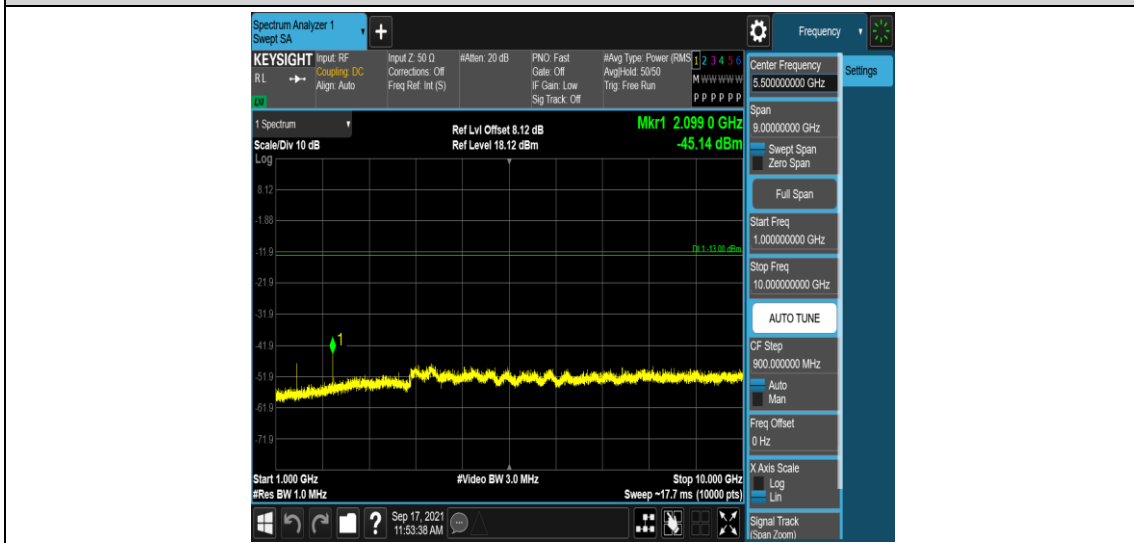 Spectrum Analyzer 1
Swept SA
+
Frequency
KEYSIGHT
RL
LXI
Input: RF
Coupling: DC
Align: Auto
Input Z: 50 Ω
Corrections: Off
Freq Ref: Int (S)
#Atten: 20 dB
PNO: Fast
Gate: Off
IF Gain: Low
Sig Track: Off
#Avg Type: Power (RMS
Avg|Hold: 50/50
Trig: Free Run
1 2 3 4 5 6
M W W W W W
P P P P P P
1 Spectrum
Scale/Div 10 dB
Log
Ref Lvl Offset 8.12 dB
Ref Level 18.12 dBm
Mkr1 2.099 0 GHz
-45.14 dBm
8.12
-1.88
-11.9
DL1 -13.00 dBm
-21.9
-31.9
-41.9
1
-51.9
-61.9
-71.9
Start 1.000 GHz
#Res BW 1.0 MHz
#Video BW 3.0 MHz
Stop 10.000 GHz
Sweep ~17.7 ms (10000 pts)
?
Sep 17, 2021
11:53:38 AM
Center Frequency
5.500000000 GHz
Settings
Span
9.00000000 GHz
Swept Span
Zero Span
Full Span
Start Freq
1.000000000 GHz
Stop Freq
10.000000000 GHz
AUTO TUNE
CF Step
900.000000 MHz
Auto
Man
Freq Offset
0 Hz
X Axis Scale
Log
Lin
Signal Track
(Span Zoom)